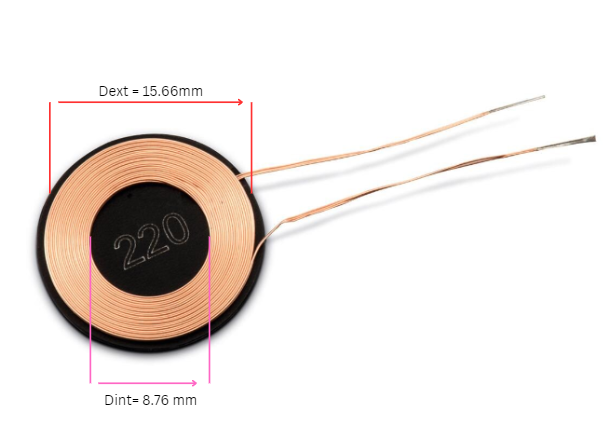 Dext = 15.66mm
220
Dint= 8.76 mm